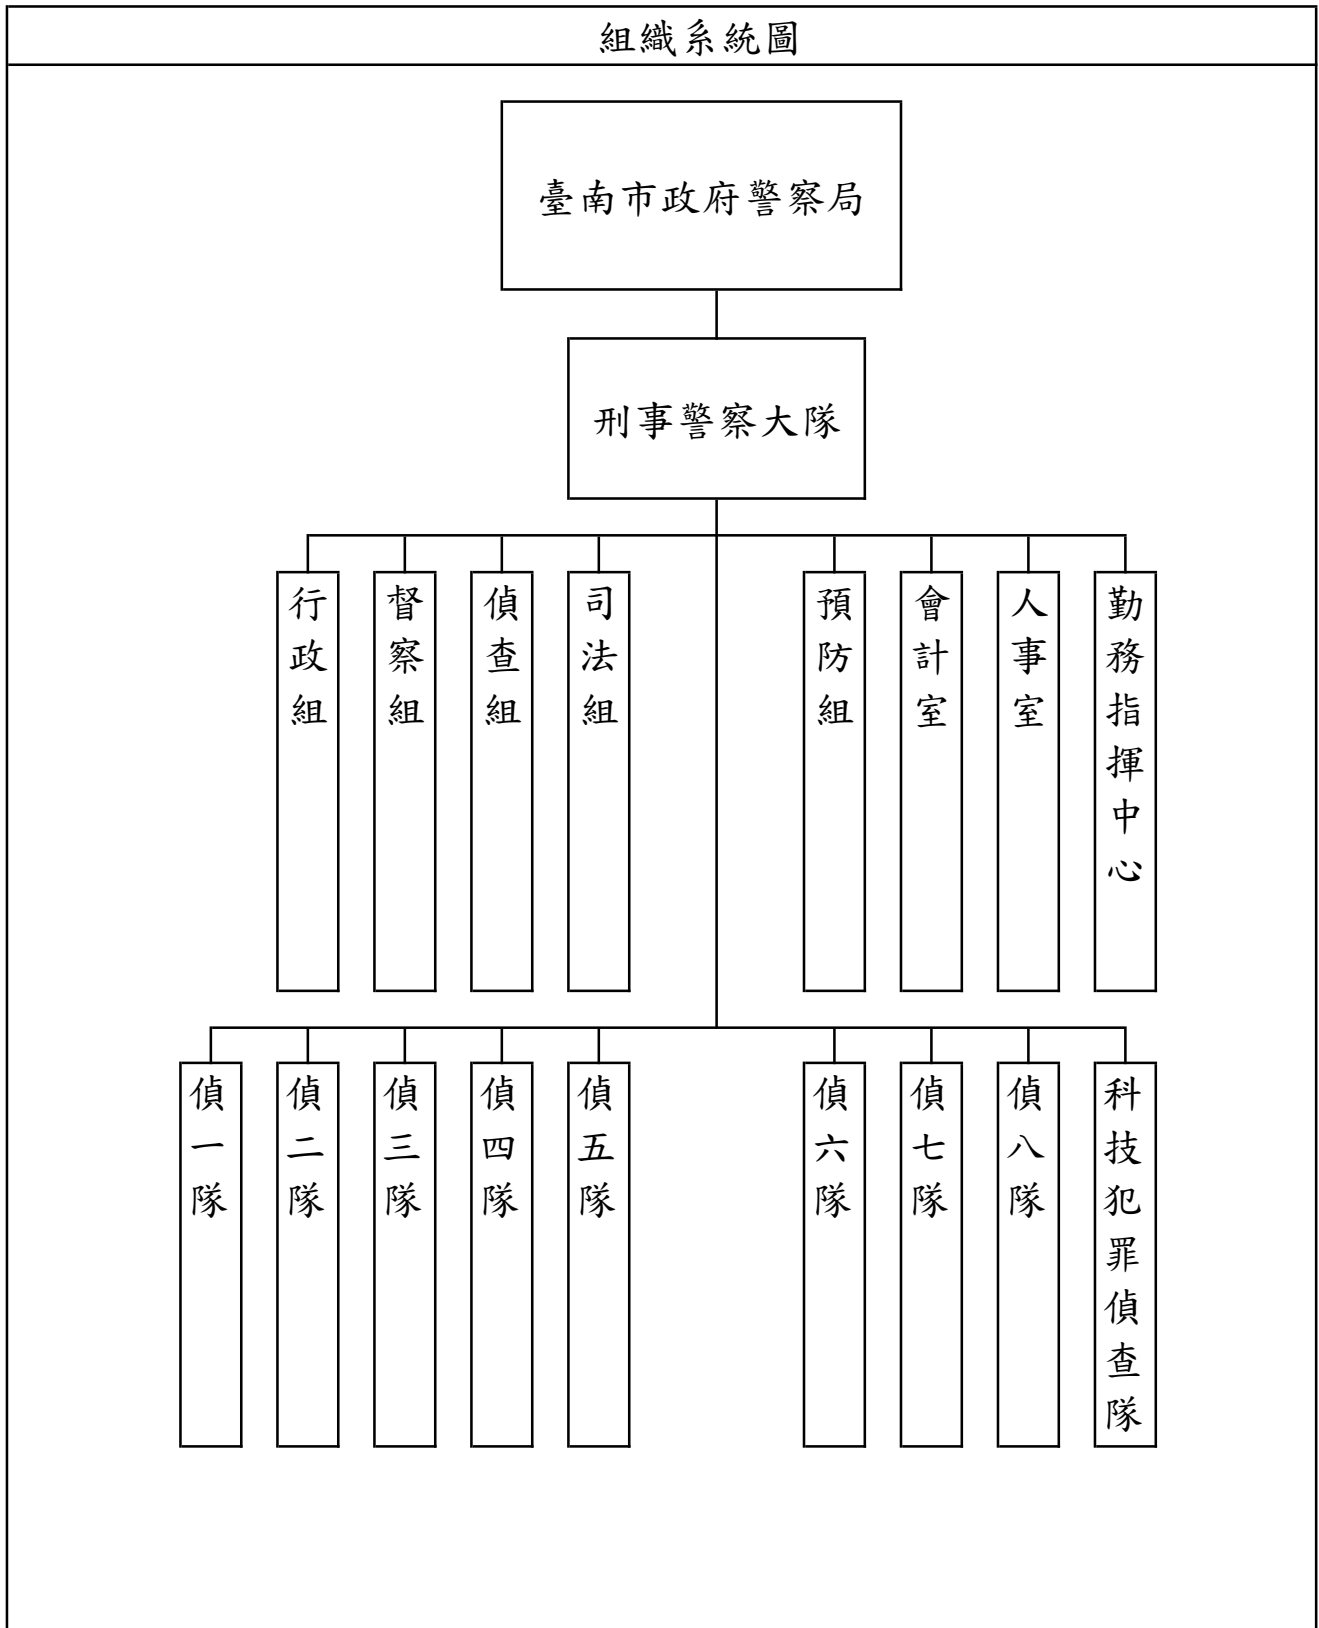 組織系統圖
臺南市政府警察局
刑事警察大隊
行政組
督察組
偵查組
司法組
預防組
會計室
人事室
勤務指揮中心
偵一隊
偵二隊
偵三隊
偵四隊
偵五隊
偵六隊
偵七隊
偵八隊
科技犯罪偵查隊